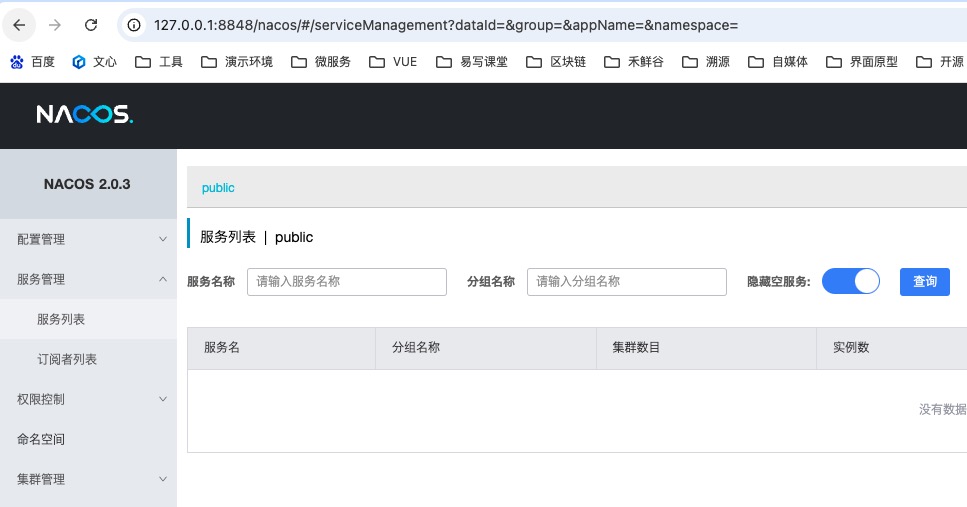 127.0.0.1:8848/nacos/#/serviceManagement?dataId=&group=&appName=&namespace=
百度 文心 工具 演示环境 微服务 VUE 易写课堂 区块链 禾鲜谷 溯源 自媒体 界面原型 开源
NACOS.
NACOS 2.0.3
public
配置管理
服务列表 | public
服务管理
服务名称 请输入服务名称 分组名称 请输入分组名称 隐藏空服务: 查询
服务列表
服务名 分组名称 集群数目 实例数
订阅者列表
权限控制
没有数据
命名空间
集群管理